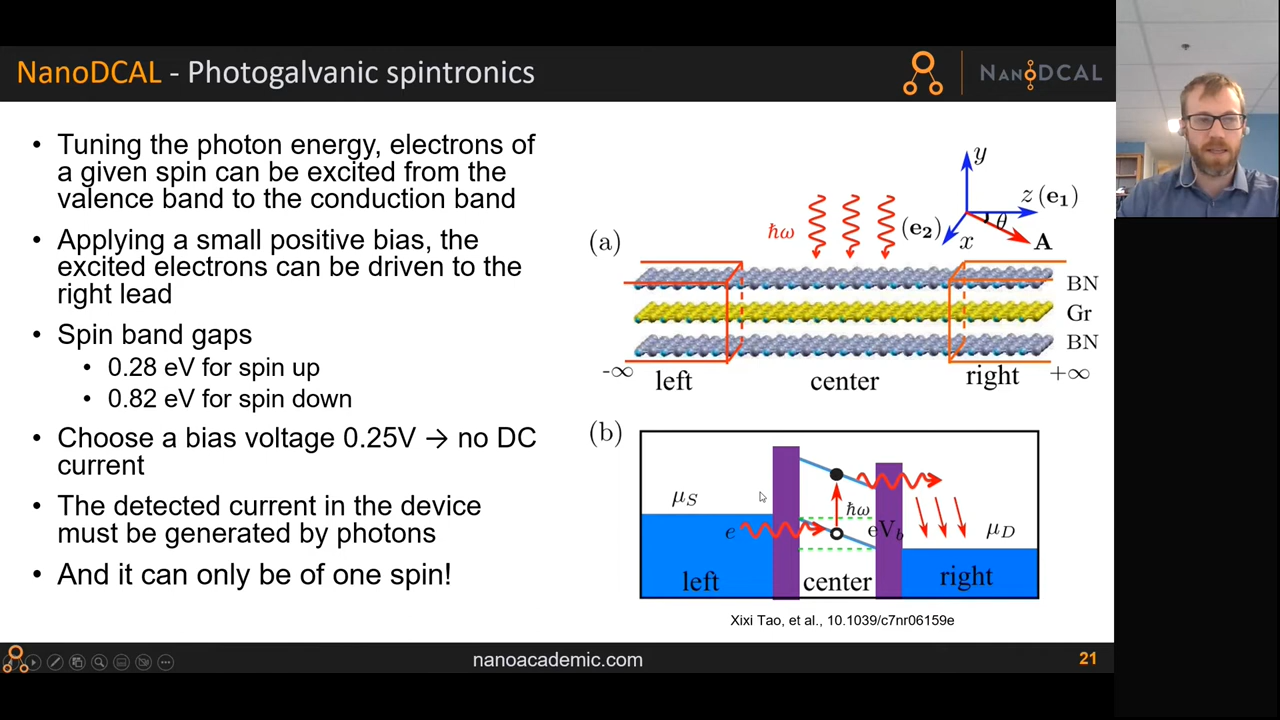 NanoDCAL - Photogalvanic spintronics
NANODCAL
• Tuning the photon energy, electrons of
a given spin can be excited from the
valence band to the conduction band
• Applying a small positive bias, the
excited electrons can be driven to the
right lead
• Spin band gaps
• 0.28 eV for spin up
• 0.82 eV for spin down
• Choose a bias voltage 0.25V → no DC
current
• The detected current in the device
must be generated by photons
• And it can only be of one spin!
y
z (e₁)
θ
ħω
(e₂)
x
A
(a)
BN
Gr
BN
-∞
left
center
right
+∞
(b)
μS
ħω
e
eVb
μD
left
center
right
Xixi Tao, et al., 10.1039/c7nr06159e
nanoacademic.com
21